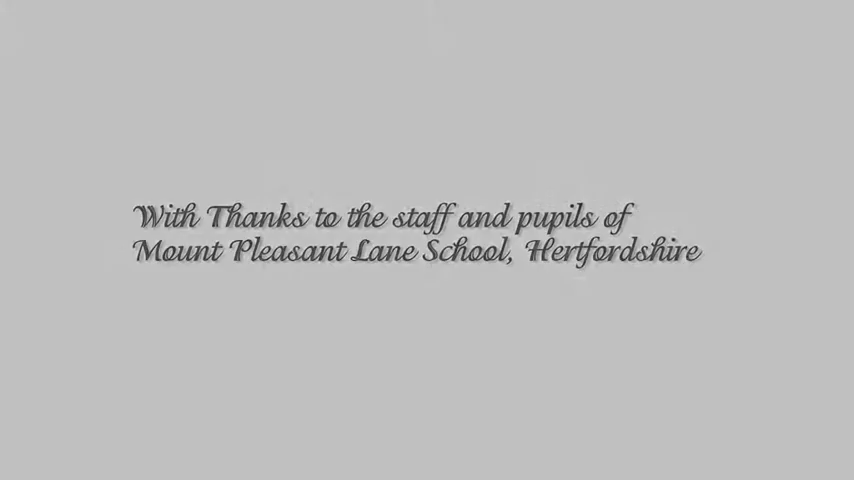 With Thanks to the staff and pupils of
Mount Pleasant Lane School, Hertfordshire